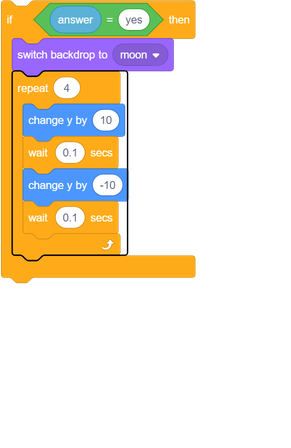 if answer = yes then
switch backdrop to moon
repeat 4
change y by 10
wait 0.1 secs
change y by -10
wait 0.1 secs